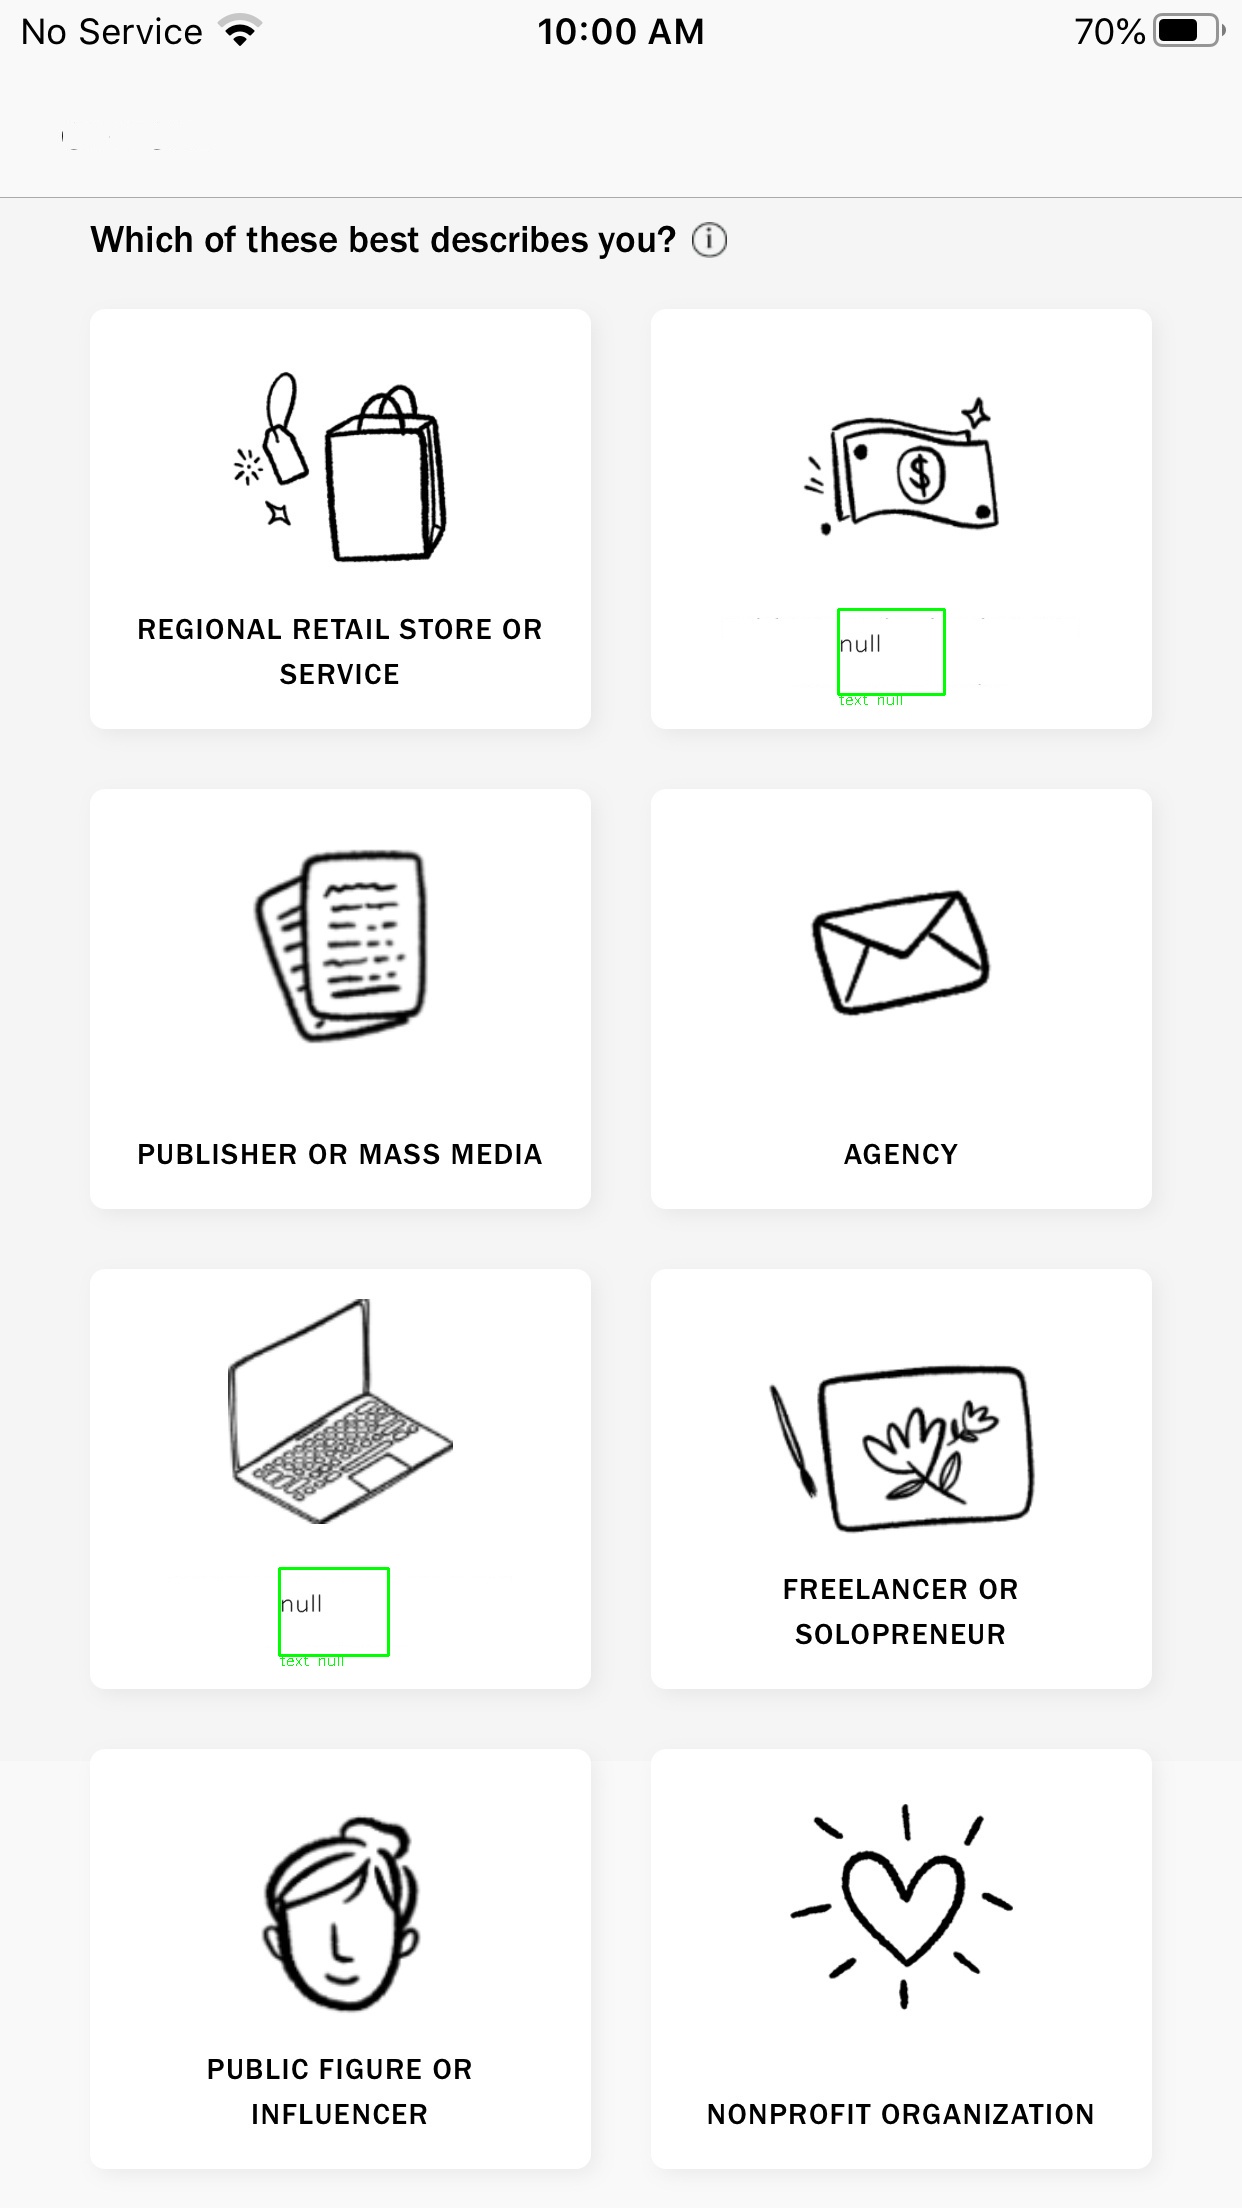 No Service
10:00 AM
70%
Which of these best describes you?
REGIONAL RETAIL STORE OR
SERVICE
null
text null
PUBLISHER OR MASS MEDIA
AGENCY
null
text null
FREELANCER OR
SOLOPRENEUR
PUBLIC FIGURE OR
INFLUENCER
NONPROFIT ORGANIZATION